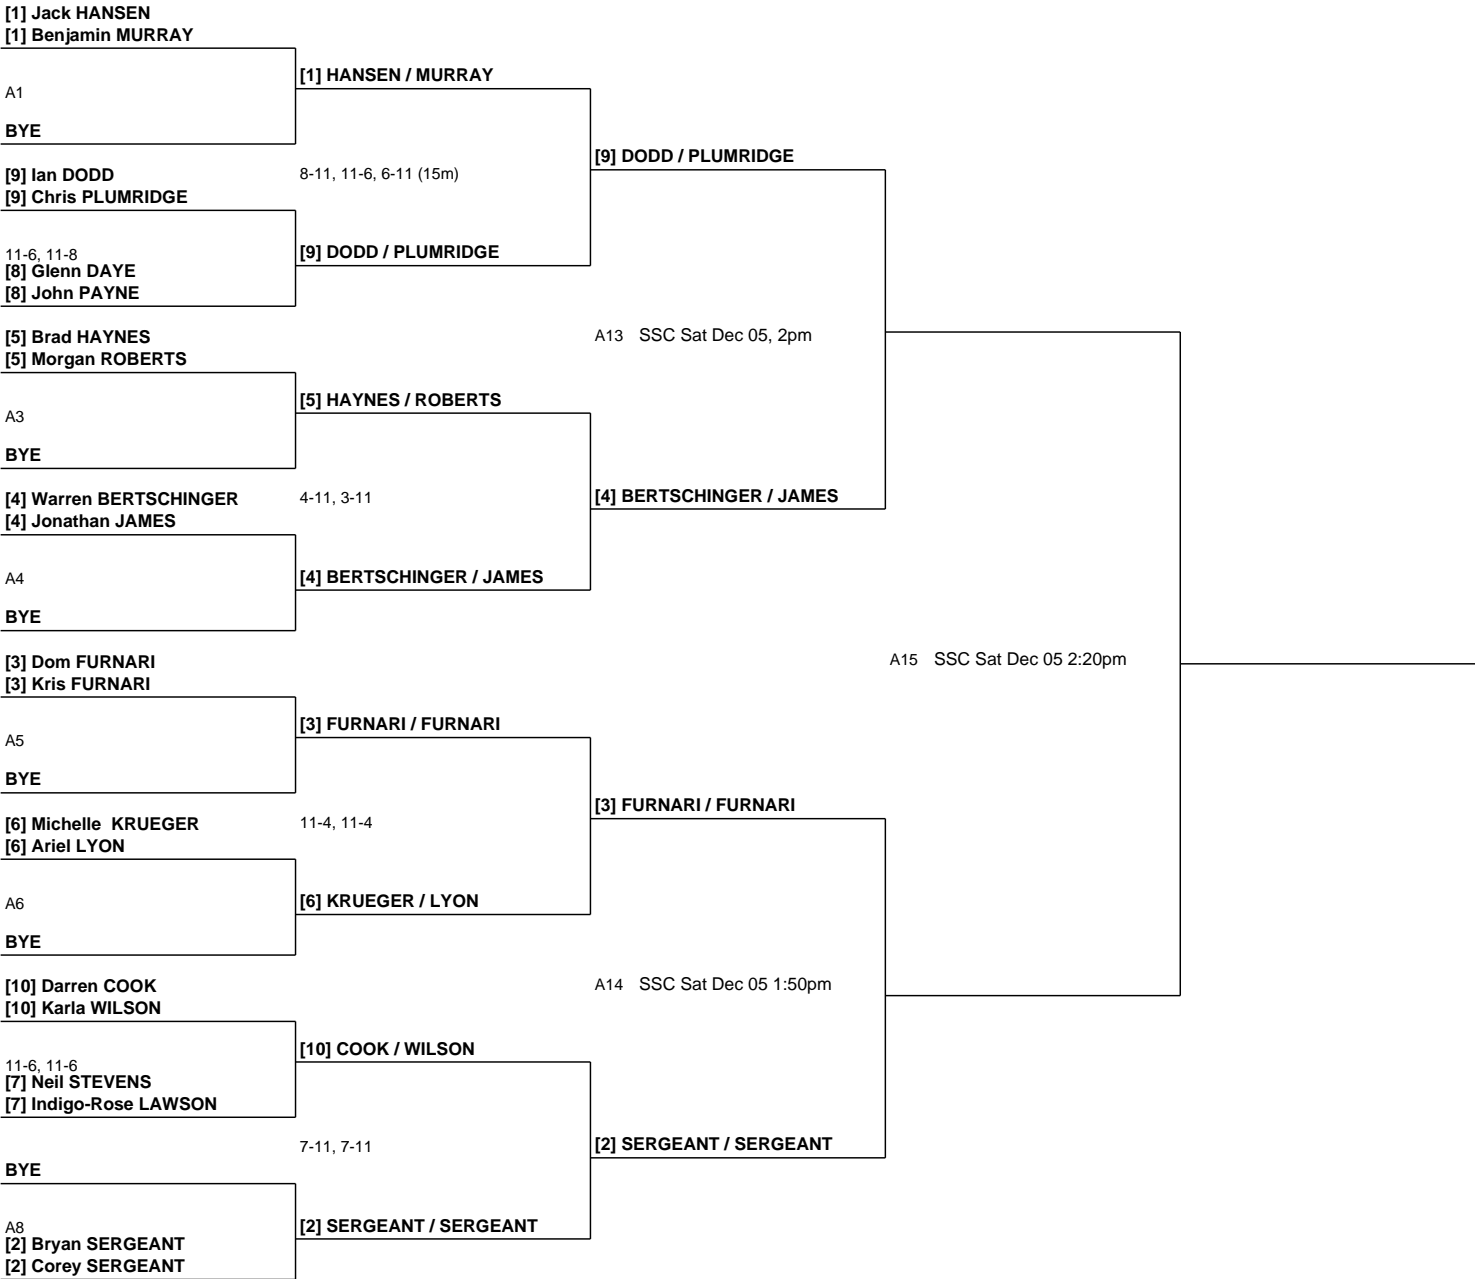 [1] Jack HANSEN
[1] Benjamin MURRAY
[1] HANSEN / MURRAY
A1
BYE
[9] DODD / PLUMRIDGE
[9] Ian DODD
8-11, 11-6, 6-11 (15m)
[9] Chris PLUMRIDGE
11-6, 11-8
[9] DODD / PLUMRIDGE
[8] Glenn DAYE
[8] John PAYNE
A13 SSC Sat Dec 05, 2pm
[5] Brad HAYNES
[5] Morgan ROBERTS
[5] HAYNES / ROBERTS
A3
BYE
[4] Warren BERTSCHINGER
4-11, 3-11
[4] BERTSCHINGER / JAMES
[4] Jonathan JAMES
A4
[4] BERTSCHINGER / JAMES
BYE
[3] Dom FURNARI
A15 SSC Sat Dec 05 2:20pm
[3] Kris FURNARI
[3] FURNARI / FURNARI
A5
BYE
[3] FURNARI / FURNARI
[6] Michelle  KRUEGER
11-4, 11-4
[6] Ariel LYON
A6
[6] KRUEGER / LYON
BYE
[10] Darren COOK
A14 SSC Sat Dec 05 1:50pm
[10] Karla WILSON
[10] COOK / WILSON
11-6, 11-6
[7] Neil STEVENS
[7] Indigo-Rose LAWSON
7-11, 7-11
[2] SERGEANT / SERGEANT
BYE
A8
[2] SERGEANT / SERGEANT
[2] Bryan SERGEANT
[2] Corey SERGEANT